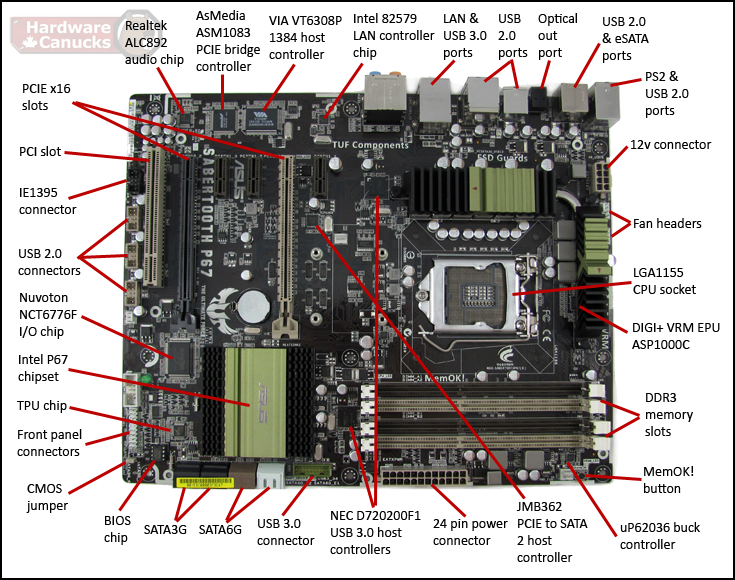 Hardware
Canucks
Realtek
ALC892
audio chip
AsMedia
ASM1083
PCIE bridge
controller
VIA VT6308P
1384 host
controller
Intel 82579
LAN controller
chip
LAN &
USB 3.0
ports
USB
2.0
ports
Optical
out
port
USB 2.0
& eSATA
ports
PS2 &
USB 2.0
ports
PCIE x16
slots
PCI slot
IE1395
connector
USB 2.0
connectors
Nuvoton
NCT6776F
I/O chip
Intel P67
chipset
TPU chip
Front panel
connectors
CMOS
jumper
BIOS
chip
SATA3G
SATA6G
USB 3.0
connector
NEC D720200F1
USB 3.0 host
controllers
24 pin power
connector
JMB362
PCIE to SATA
2 host
controller
uP62036 buck
controller
MemOK!
button
DDR3
memory
slots
DIGI+ VRM EPU
ASP1000C
LGA1155
CPU socket
Fan headers
12v connector
TUF Components
ESD Guards
SABERTOOTH P67
ASUS
MemOK!
VRM
FC CE
EATXPWR